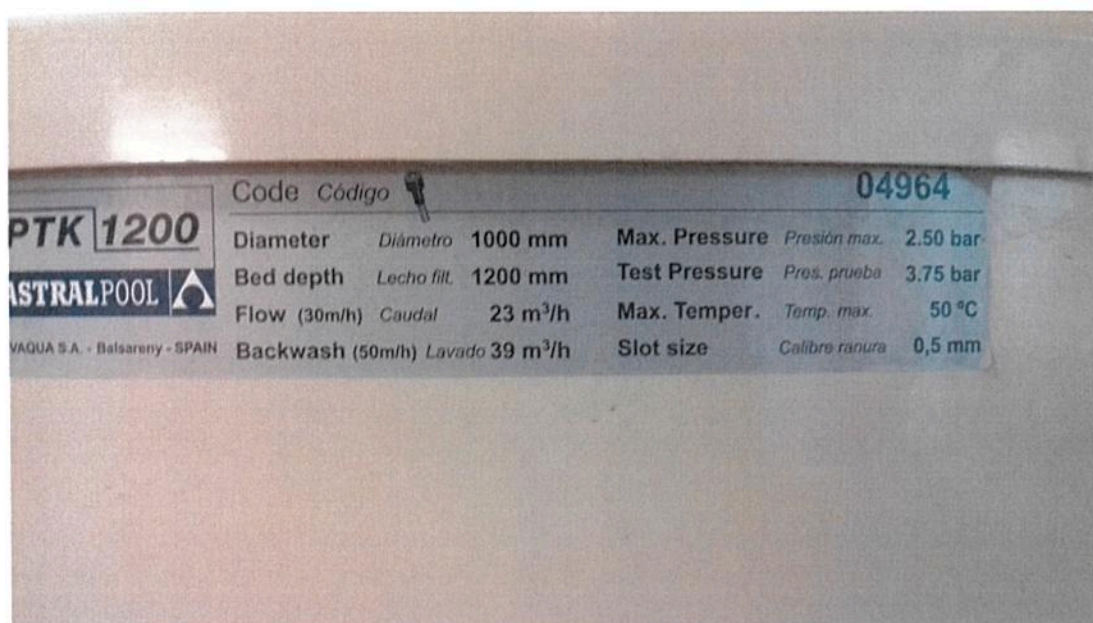 Code Código 04964
PTK 1200
Diameter Diámetro 1000 mm Max. Pressure Presión max. 2.50 bar
Bed depth Lecho filt. 1200 mm Test Pressure Pres. prueba 3.75 bar
ASTRALPOOL
Flow (30m/h) Caudal 23 m³/h Max. Temper. Temp. max. 50 ºC
VAQUA S.A. - Balsareny - SPAIN
Backwash (50m/h) Lavado 39 m³/h Slot size Calibre ranura 0,5 mm